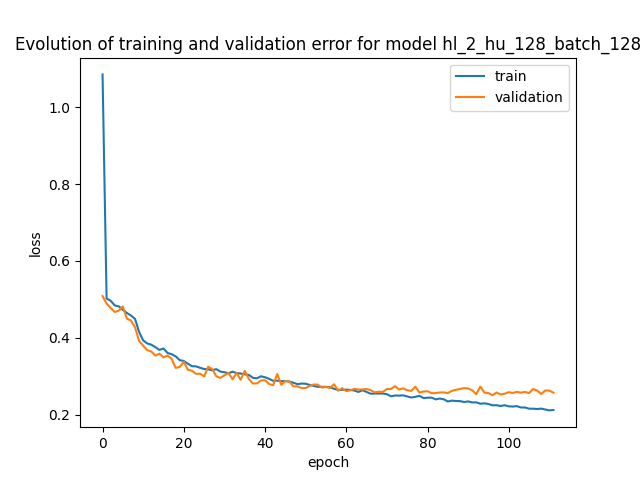 Evolution of training and validation error for model hl_2_hu_128_batch_128
train
validation
loss
1.0
0.8
0.6
0.4
0.2
0
20
40
60
80
100
epoch